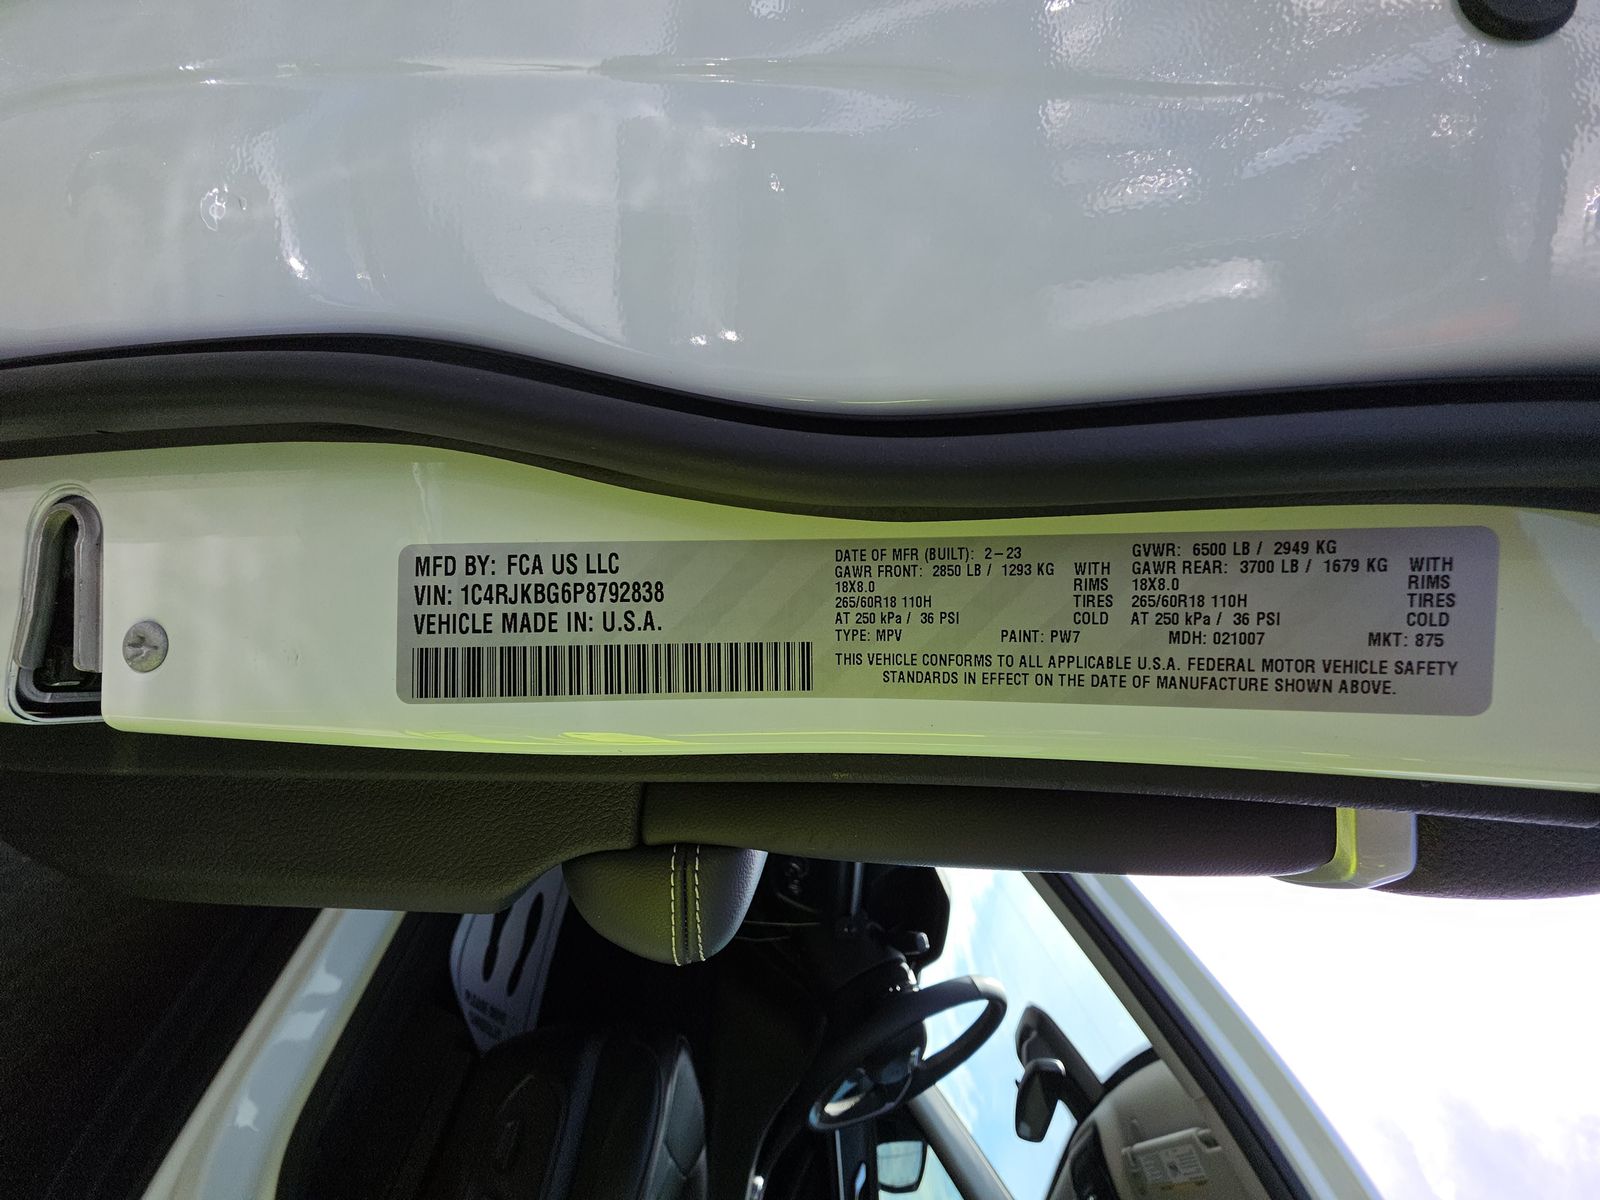 MFD BY: FCA US LLC
VIN: 1C4RJKBG6P8792838
VEHICLE MADE IN: U.S.A.
DATE OF MFR (BUILT): 2-23
GAWR FRONT: 2850 LB / 1293 KG WITH
18X8.0 RIMS
265/60R18 110H TIRES
AT 250 kPa / 36 PSI COLD
GVWR: 6500 LB / 2949 KG
GAWR REAR: 3700 LB / 1679 KG WITH
18X8.0 RIMS
265/60R18 110H TIRES
AT 250 kPa / 36 PSI COLD
TYPE: MPV PAINT: PW7 MDH: 021007 MKT: 875
THIS VEHICLE CONFORMS TO ALL APPLICABLE U.S.A. FEDERAL MOTOR VEHICLE SAFETY
STANDARDS IN EFFECT ON THE DATE OF MANUFACTURE SHOWN ABOVE.